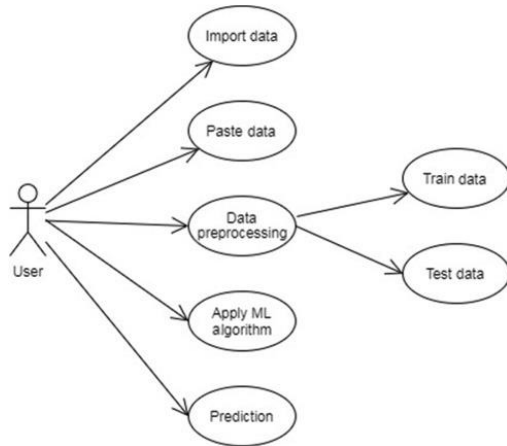 Import data
Paste data
Train data
Data
preprocessing
User
Test data
Apply ML
algorithm
Prediction